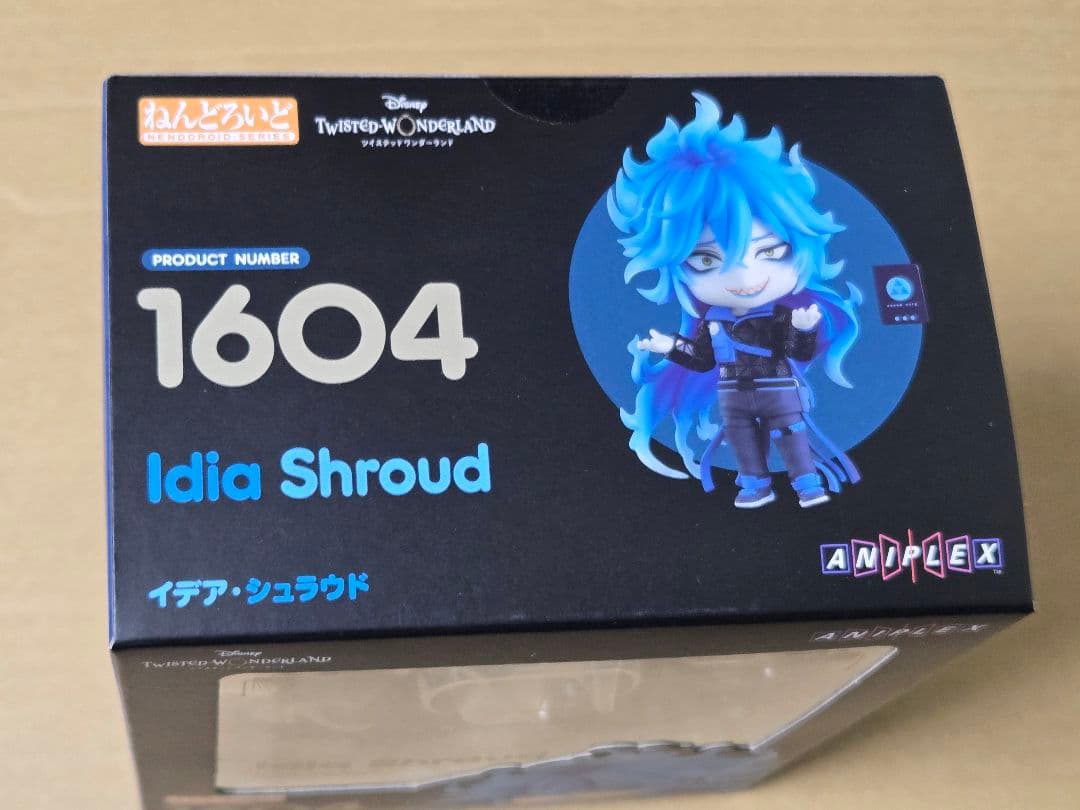 ねんどろいど
NENDOROID SERIES
Disney
TWISTED-WONDERLAND
ツイステッドワンダーランド
PRODUCT NUMBER
1604
Idia Shroud
イデア・シュラウド
ANIPLEX
Disney
TWISTED-WONDERLAND
ANIPLEX